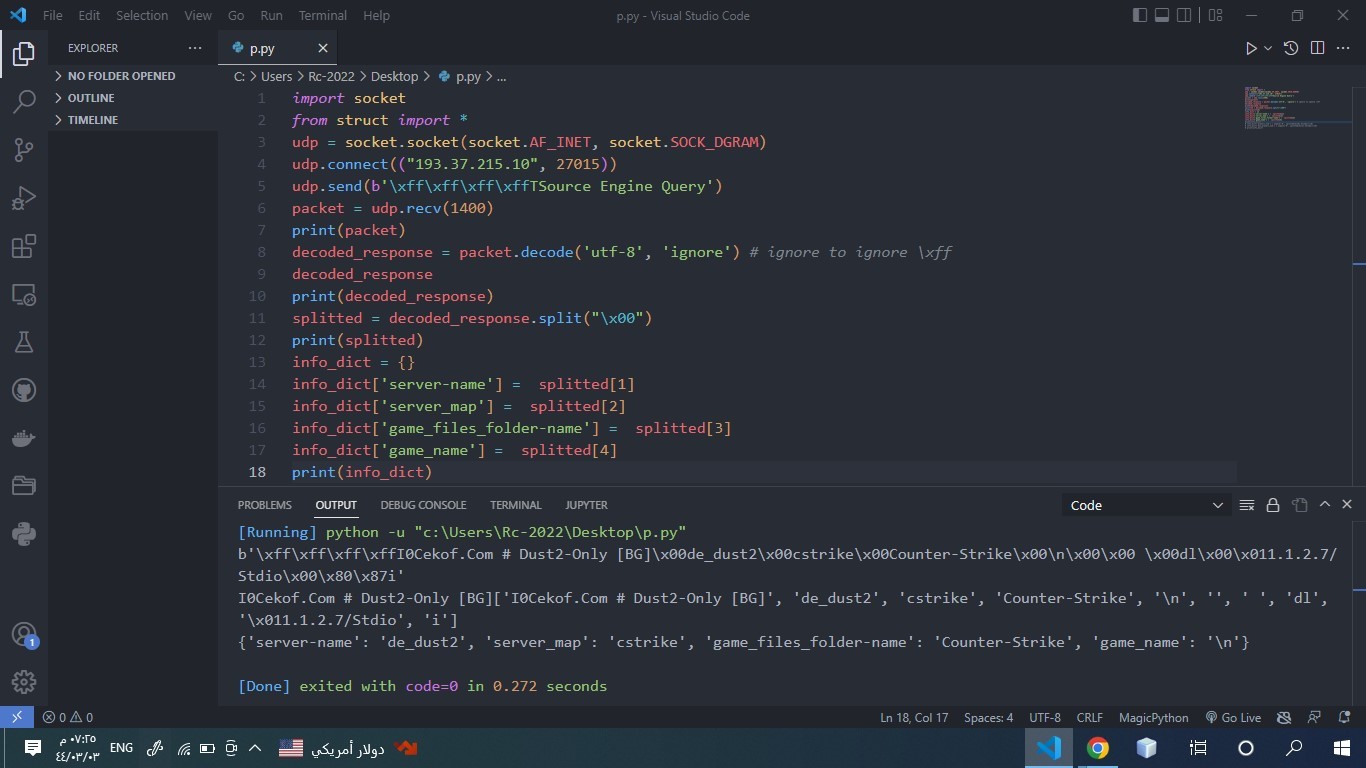 File Edit Selection View Go Run Terminal Help p.py - Visual Studio Code
EXPLORER ... p.py
NO FOLDER OPENED
OUTLINE
TIMELINE
C: > Users > Rc-2022 > Desktop > p.py > ...
1 import socket
2 from struct import *
3 udp = socket.socket(socket.AF_INET, socket.SOCK_DGRAM)
4 udp.connect(("193.37.215.10", 27015))
5 udp.send(b'\xff\xff\xff\xffTSource Engine Query')
6 packet = udp.recv(1400)
7 print(packet)
8 decoded_response = packet.decode('utf-8', 'ignore') # ignore to ignore \xff
9 decoded_response
10 print(decoded_response)
11 splitted = decoded_response.split("\x00")
12 print(splitted)
13 info_dict = {}
14 info_dict['server-name'] =  splitted[1]
15 info_dict['server_map'] =  splitted[2]
16 info_dict['game_files_folder-name'] =  splitted[3]
17 info_dict['game_name'] =  splitted[4]
18 print(info_dict)
PROBLEMS OUTPUT DEBUG CONSOLE TERMINAL JUPYTER Code
[Running] python -u "c:\Users\Rc-2022\Desktop\p.py"
b'\xff\xff\xff\xffI0Cekof.Com # Dust2-Only [BG]\x00de_dust2\x00cstrike\x00Counter-Strike\x00\n\x00\x00 \x00dl\x00\x011.1.2.7/
Stdio\x00\x80\x87i'
I0Cekof.Com # Dust2-Only [BG]['I0Cekof.Com # Dust2-Only [BG]', 'de_dust2', 'cstrike', 'Counter-Strike', '\n', '', ' ', 'dl',
'\x011.1.2.7/Stdio', 'i']
{'server-name': 'de_dust2', 'server_map': 'cstrike', 'game_files_folder-name': 'Counter-Strike', 'game_name': '\n'}
[Done] exited with code=0 in 0.272 seconds
1
0 0 Ln 18, Col 17 Spaces: 4 UTF-8 CRLF MagicPython Go Live
٠٧:٢٥ م ENG دولار أمريكي
٤٤/٠٣/٠٣